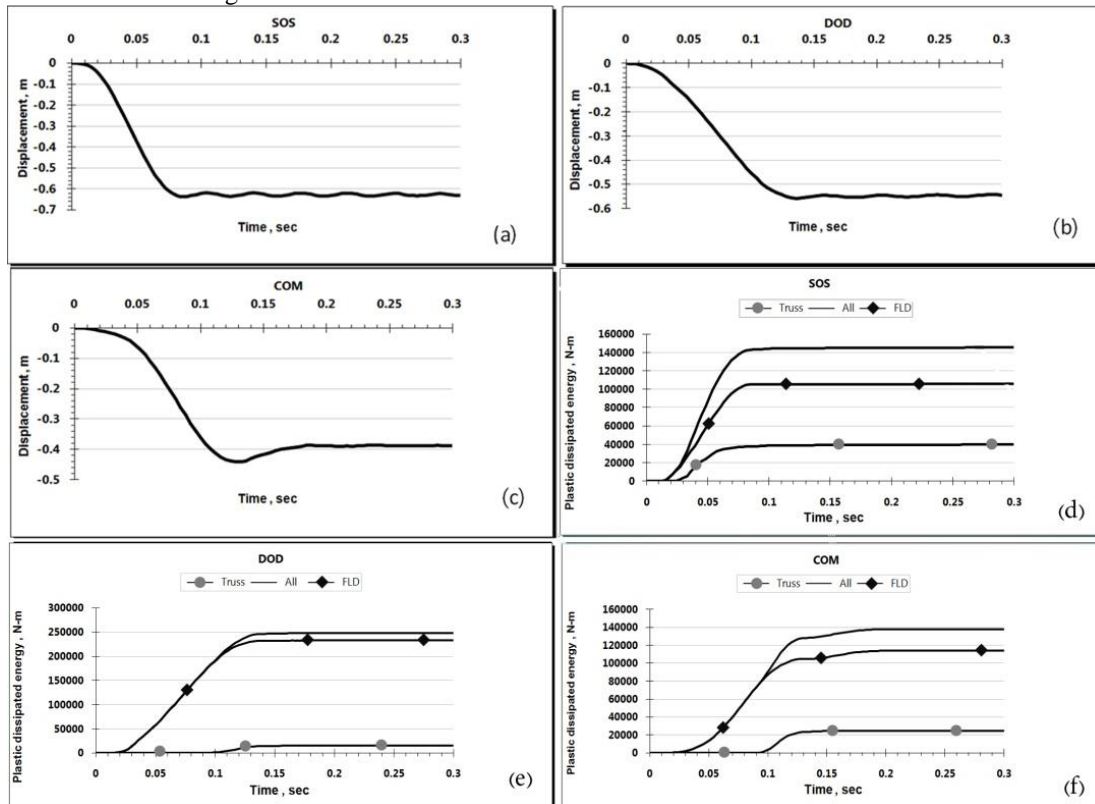 SOS
0 0.05 0.1 0.15 0.2 0.25 0.3
0
-0.1
-0.2
-0.3
-0.4
-0.5
-0.6
-0.7
Displacement, m
Time , sec
(a)
DOD
0 0.05 0.1 0.15 0.2 0.25 0.3
0
-0.1
-0.2
-0.3
-0.4
-0.5
-0.6
Displacement, m
Time , sec
(b)
COM
0 0.05 0.1 0.15 0.2 0.25 0.3
0
-0.1
-0.2
-0.3
-0.4
-0.5
Displacement, m
Time , sec
(c)
SOS
Truss All FLD
160000
140000
120000
100000
80000
60000
40000
20000
0
Plastic dissipated energy , N-m
0 0.05 0.1 0.15 0.2 0.25 0.3
Time , sec
(d)
DOD
Truss All FLD
300000
250000
200000
150000
100000
50000
0
Plastic dissipated energy , N-m
0 0.05 0.1 0.15 0.2 0.25 0.3
Time , sec
(e)
COM
Truss All FLD
160000
140000
120000
100000
80000
60000
40000
20000
0
Plastic dissipated energy , N-m
0 0.05 0.1 0.15 0.2 0.25 0.3
Time , sec
(f)